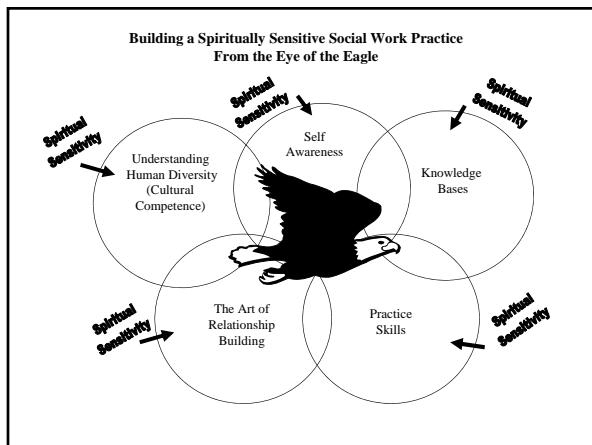 Building a Spiritually Sensitive Social Work Practice
From the Eye of the Eagle
Spiritual
Sensitivity
Spiritual
Sensitivity
Spiritual
Sensitivity
Understanding
Human Diversity
(Cultural
Competence)
Self
Awareness
Knowledge
Bases
Spiritual
Sensitivity
The Art of
Relationship
Building
Practice
Skills
Spiritual
Sensitivity